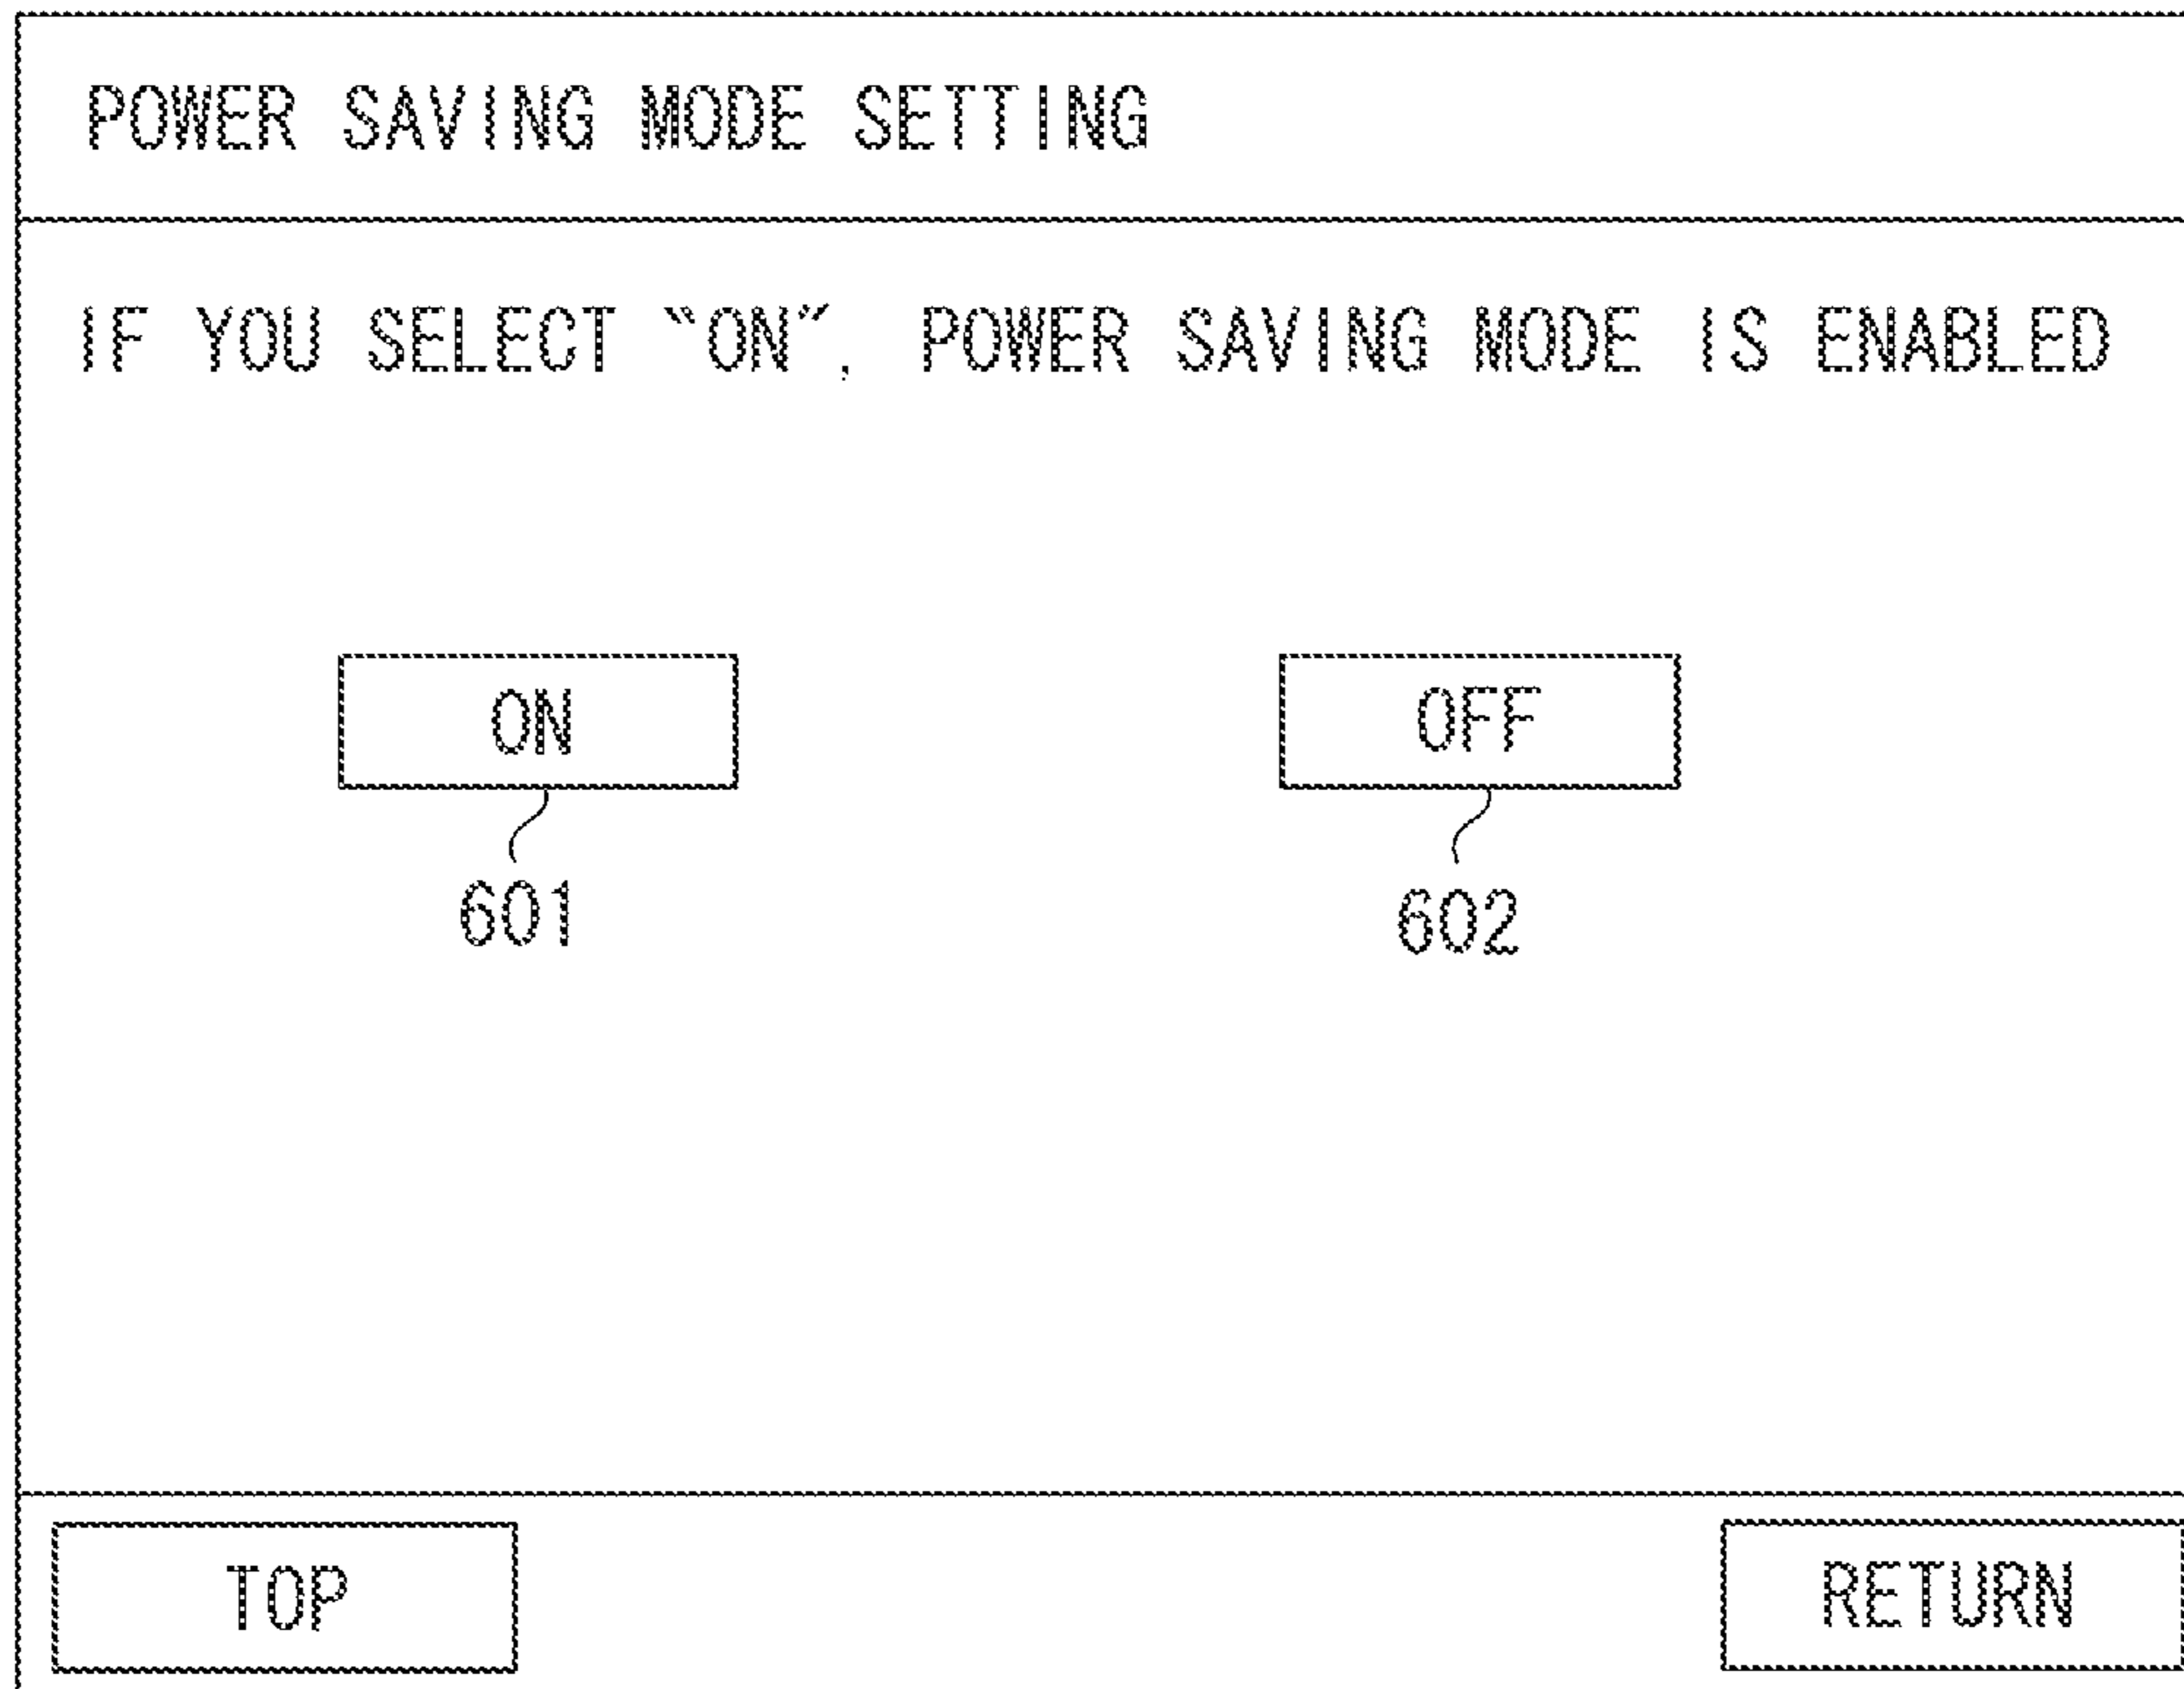 POWER SAVING MODE SETTING
IF YOU SELECT "ON", POWER SAVING MODE IS ENABLED
ON OFF
601 602
TOP RETURN